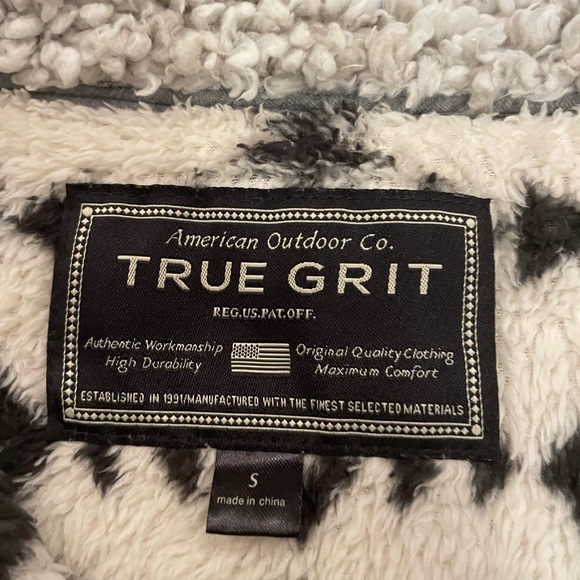 American Outdoor Co.
TRUE GRIT
REG.US.PAT.OFF.
Authentic Workmanship
High Durability
Original Quality Clothing
Maximum Comfort
ESTABLISHED IN 1991/MANUFACTURED WITH THE FINEST SELECTED MATERIALS
S
made in china